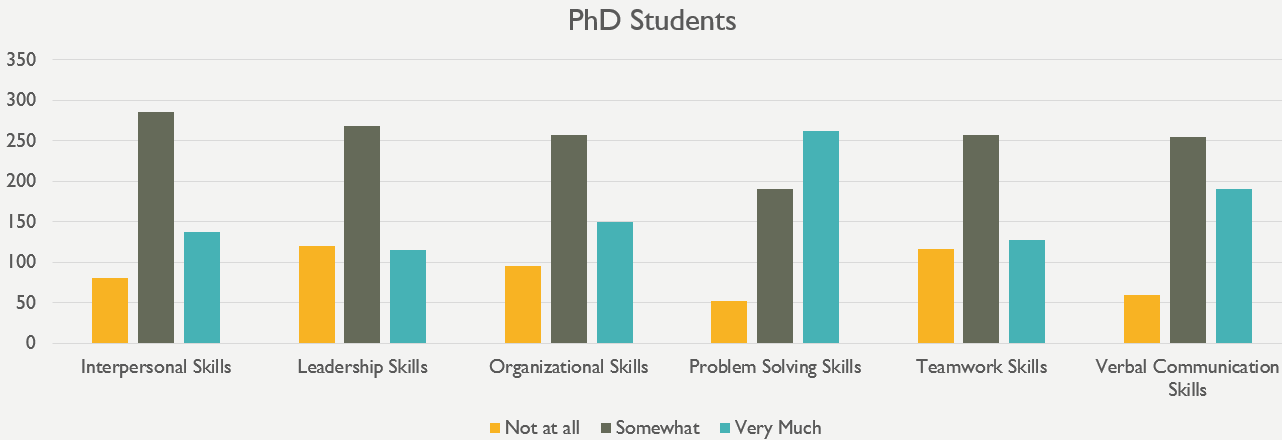 PhD Students
350
300
250
200
150
100
50
0
Interpersonal Skills
Leadership Skills
Organizational Skills
Problem Solving Skills
Teamwork Skills
Verbal Communication
Skills
Not at all
Somewhat
Very Much